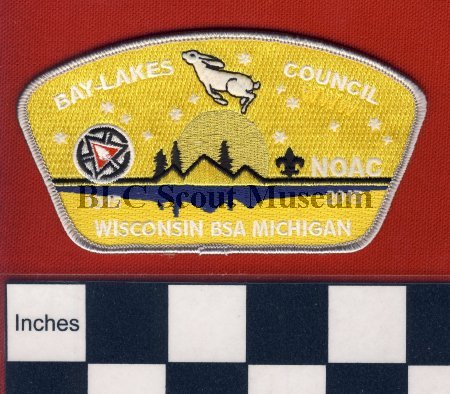 BAY-LAKES COUNCIL
NOAC
BLC Scout Museum
WISCONSIN BSA MICHIGAN
Inches